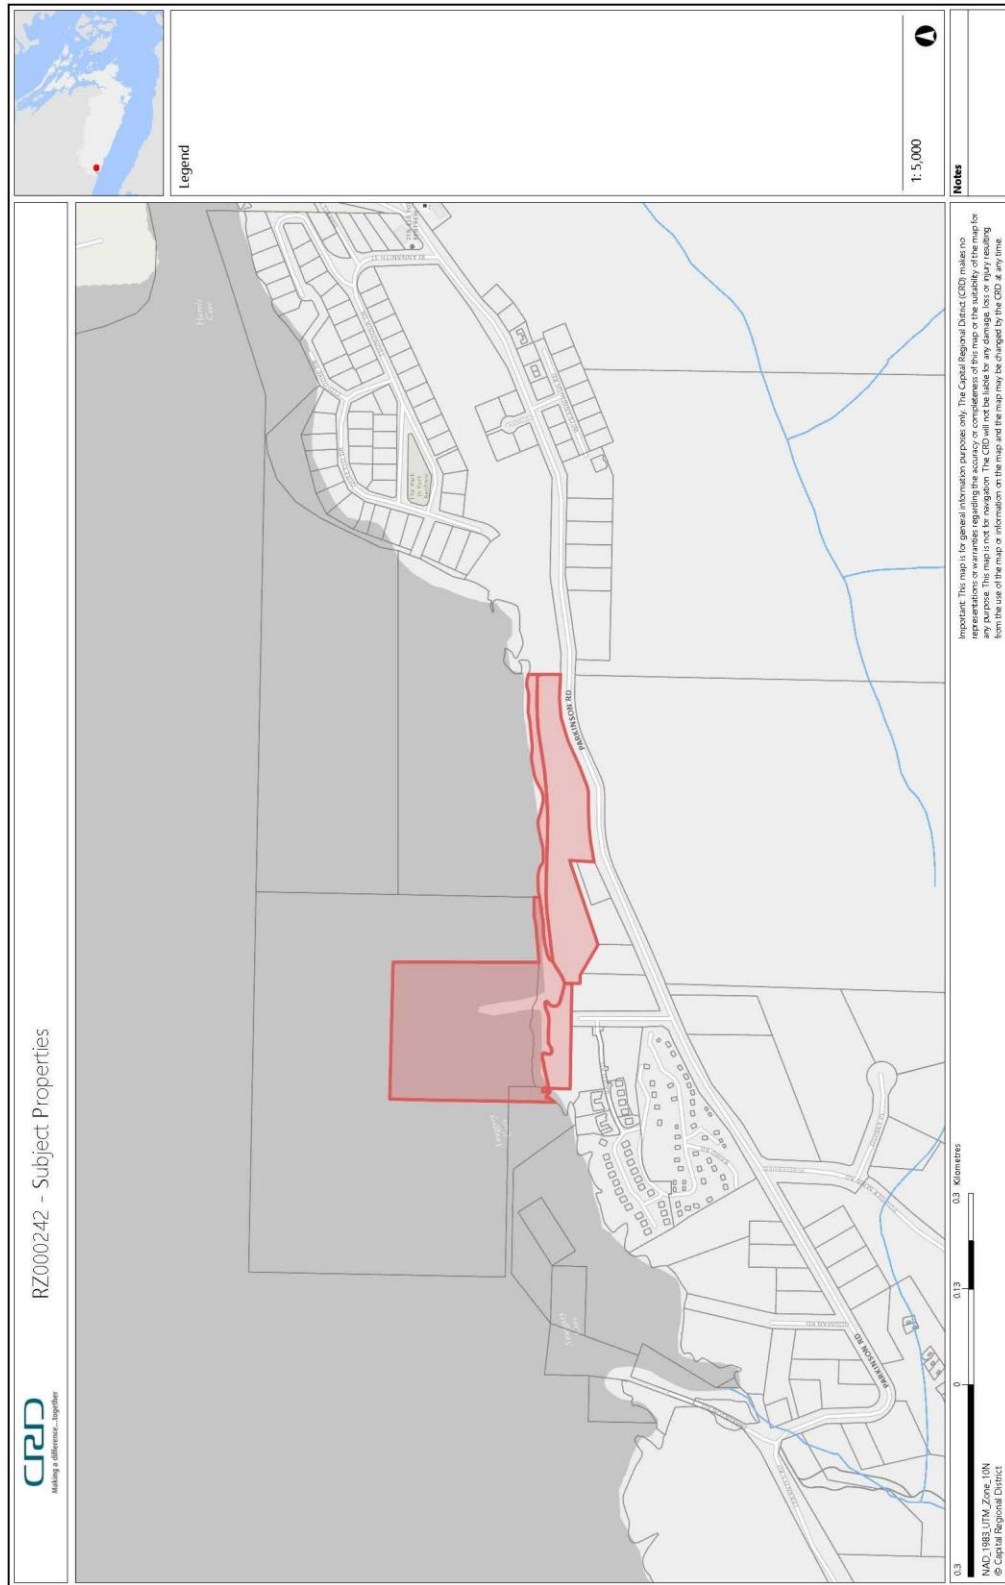 CRD
Making a difference...together
RZ000242 - Subject Properties
Legend
1: 5,000
PARKINSON RD
PARKINSON RD
The Park
in Port
Renfrew
0.3
0
0.13
0.3
Kilometres
NAD_1983_UTM_Zone_10N
© Capital Regional District
Important: This map is for general information purposes only. The Capital Regional District (CRD) makes no
representations or warranties regarding the accuracy or completeness of this map or the suitability of the map for
any purpose. This map is not for navigation. The CRD will not be liable for any damage, loss or injury resulting
from the use of the map or information on the map and the map may be changed by the CRD at any time.
Notes